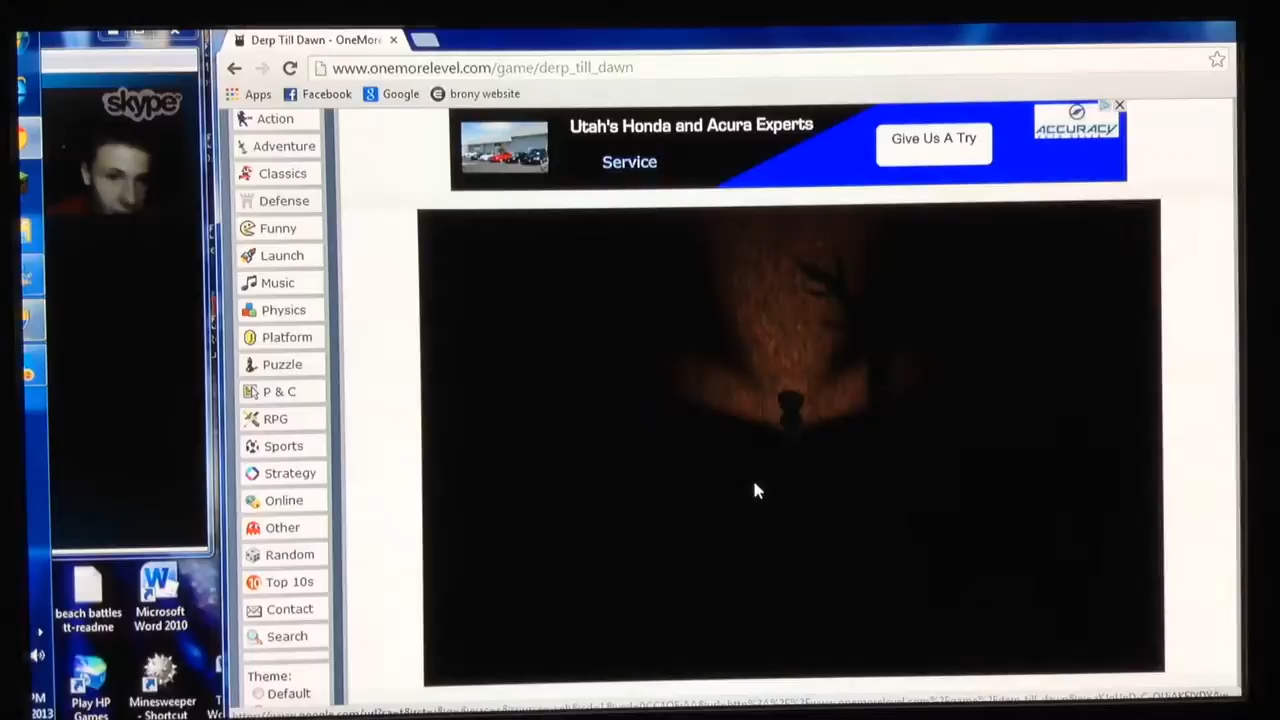 Derp Till Dawn - OneMore
www.onemorelevel.com/game/derp_till_dawn
Apps
Facebook
Google
brony website
skype
Action
Adventure
Classics
Defense
Funny
Launch
Music
Physics
Platform
Puzzle
P & C
RPG
Sports
Strategy
Online
Other
Random
10
Top 10s
Contact
Search
Theme:
Default
Utah's Honda and Acura Experts
Service
Give Us A Try
ACCURACY
beach battles
tt-readme
Microsoft
Word 2010
Play HP
Games
Minesweeper
- Shortcut
PM
2013